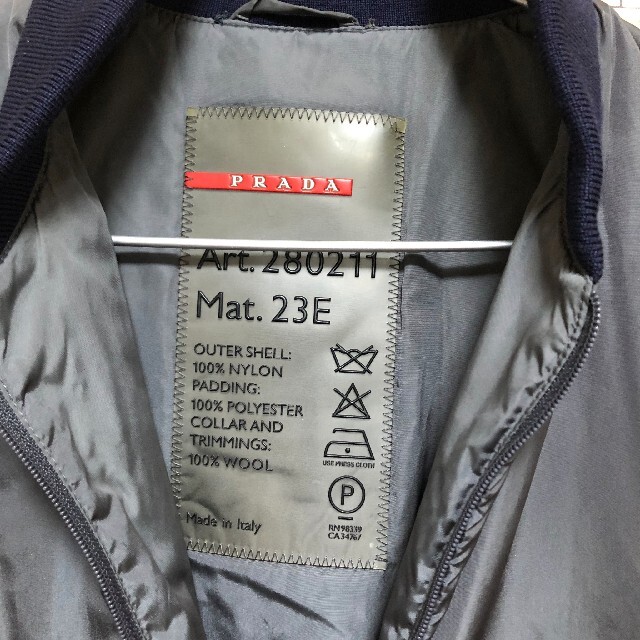 PRADA
Art. 280211
Mat. 23E
OUTER SHELL:
100% NYLON
PADDING:
100% POLYESTER
COLLAR AND
TRIMMINGS:
100% WOOL
USE PRESS CLOTH
P
Made in Italy
RN98339
CA34767